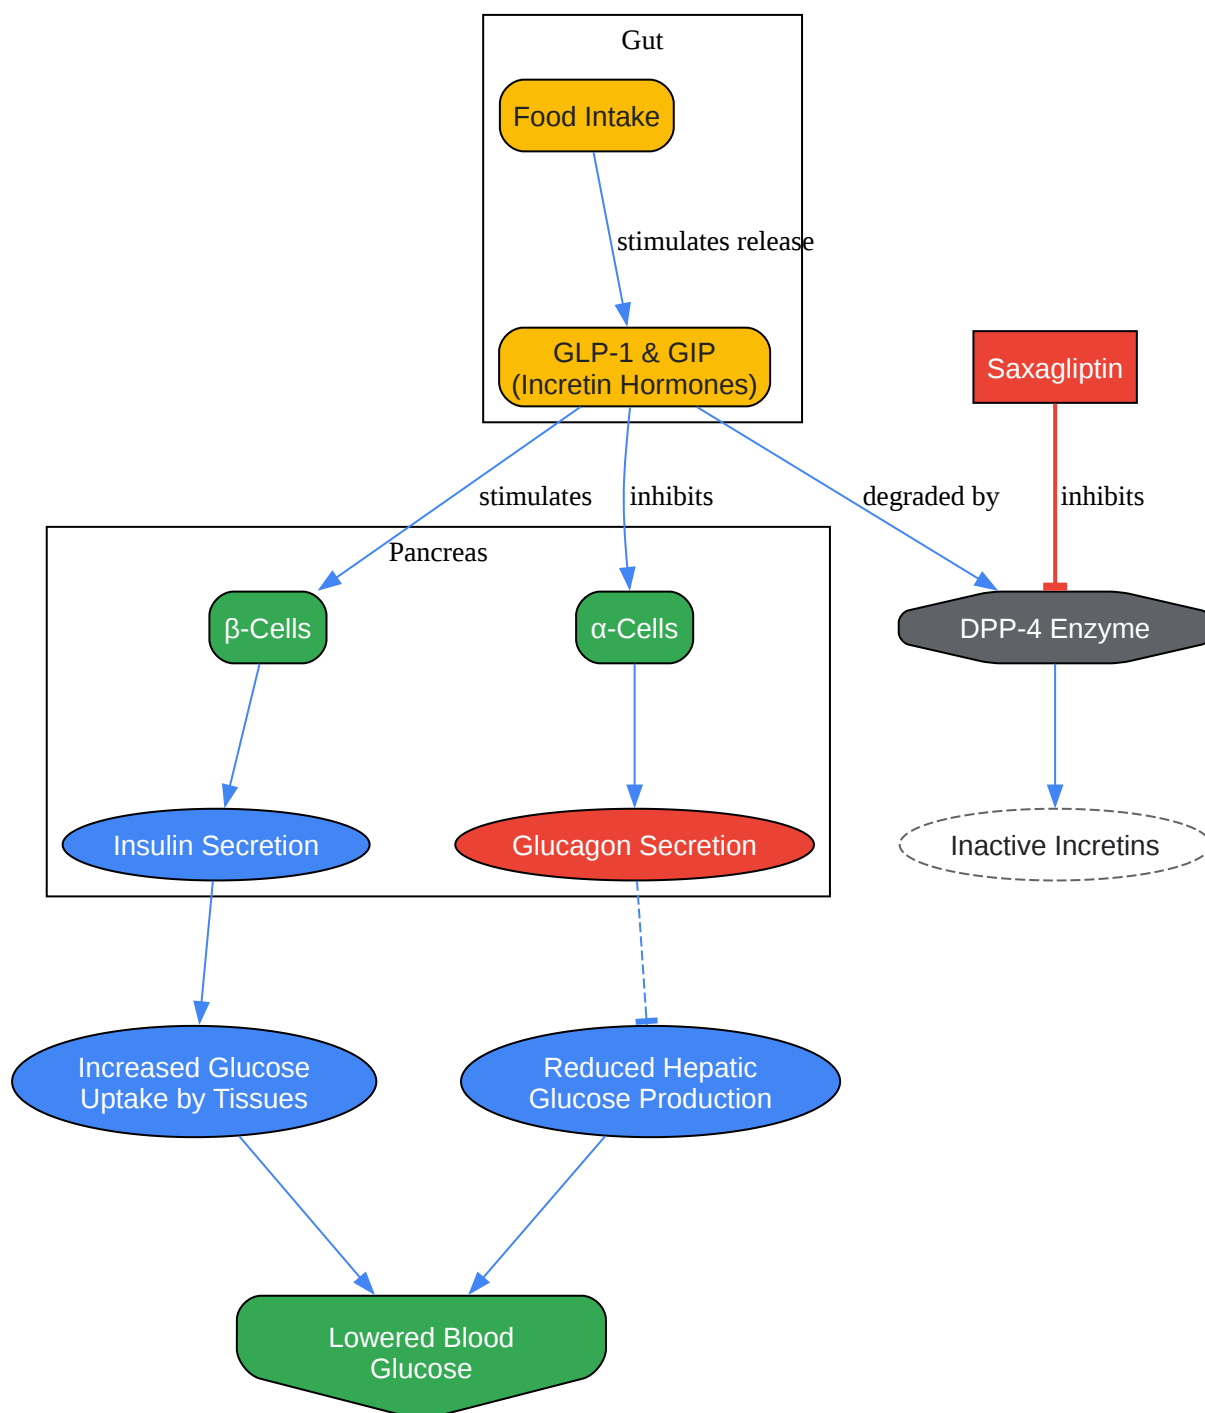 Gut
Food Intake
stimulates release
GLP-1 & GIP
(Incretin Hormones)
Saxagliptin
stimulates
inhibits
degraded by
inhibits
Pancreas
β-Cells
α-Cells
DPP-4 Enzyme
Insulin Secretion
Glucagon Secretion
Inactive Incretins
Increased Glucose
Uptake by Tissues
Reduced Hepatic
Glucose Production
Lowered Blood
Glucose